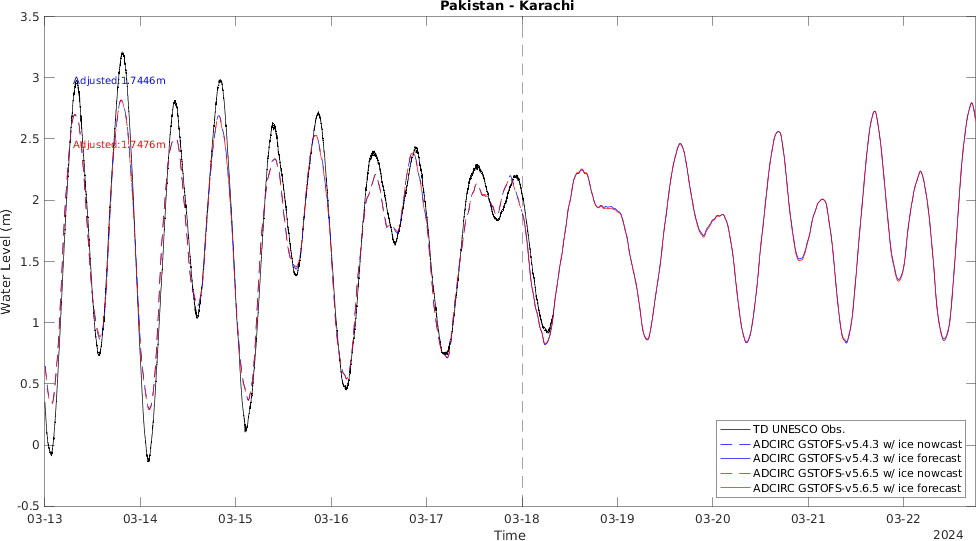 Pakistan - Karachi
3.5
3
2.5
2
1.5
1
0.5
0
-0.5
Water Level (m)
Adjusted:1.7446m
Adjusted:1.7476m
TD UNESCO Obs.
ADCIRC GSTOFS-v5.4.3 w/ ice nowcast
ADCIRC GSTOFS-v5.4.3 w/ ice forecast
ADCIRC GSTOFS-v5.6.5 w/ ice nowcast
ADCIRC GSTOFS-v5.6.5 w/ ice forecast
03-13 03-14 03-15 03-16 03-17 03-18 03-19 03-20 03-21 03-22
Time
2024